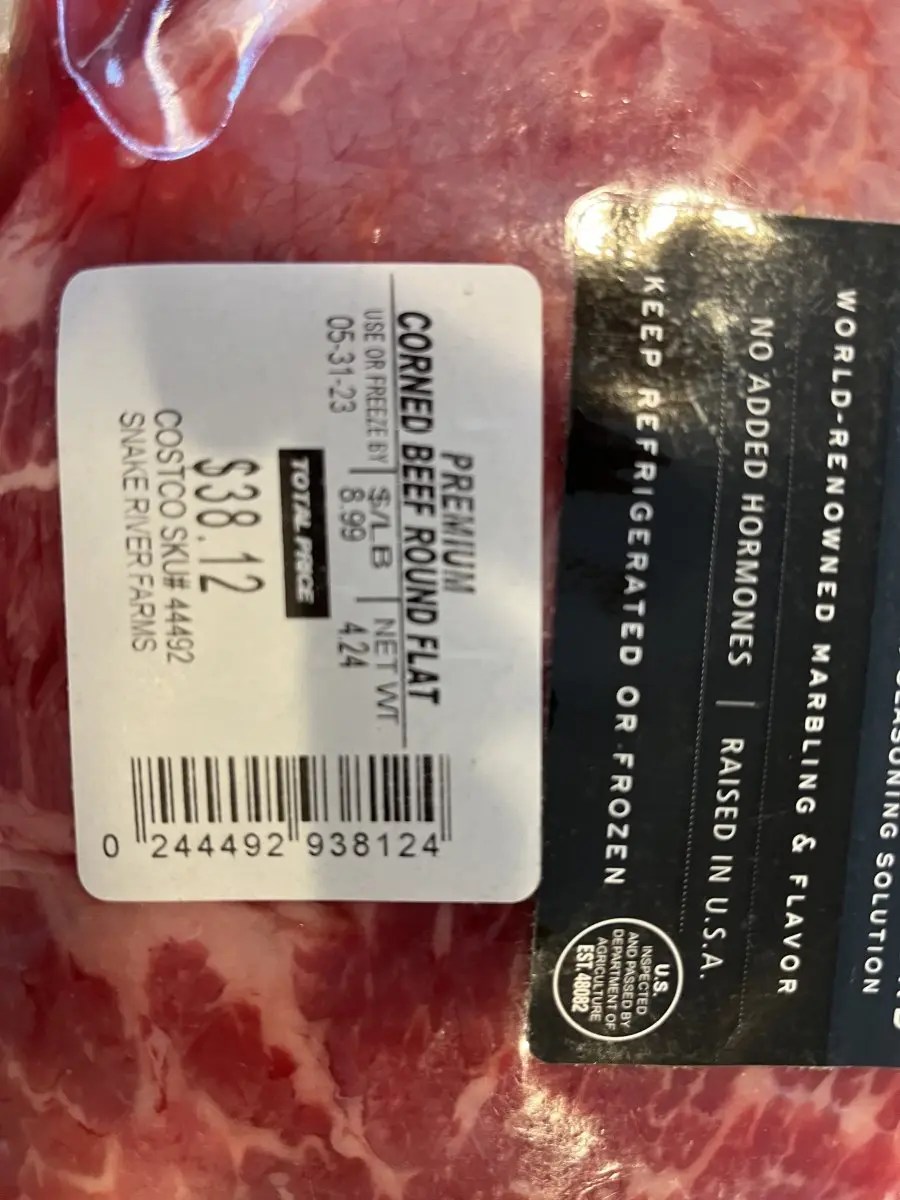 PREMIUM
CORNED BEEF ROUND FLAT
USE OR FREEZE BY | $/LB | NET WT.
05-31-23 8.99 4.24
TOTAL PRICE
$38.12
COSTCO SKU# 44492
SNAKE RIVER FARMS
0 244492 938124
SOLUTION
WORLD-RENOWNED MARBLING & FLAVOR
NO ADDED HORMONES | RAISED IN U.S.A.
KEEP REFRIGERATED OR FROZEN
U.S.
INSPECTED
AND PASSED BY
DEPARTMENT OF
AGRICULTURE
EST. 48082